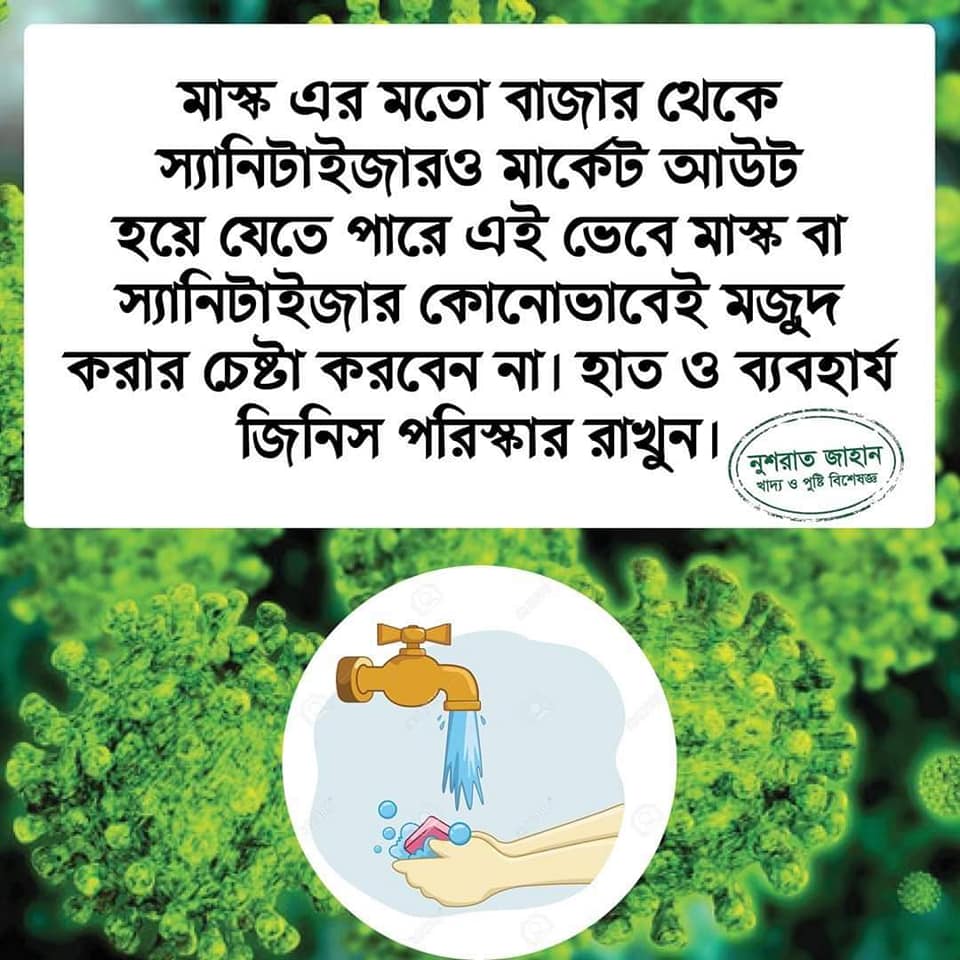 মাস্ক এর মতো বাজার থেকে
স্যানিটাইজারও মার্কেট আউট
হয়ে যেতে পারে এই ভেবে মাস্ক বা
স্যানিটাইজার কোনোভাবেই মজুদ
করার চেষ্টা করবেন না। হাত ও ব্যবহার্য
জিনিস পরিস্কার রাখুন।
নুশরাত জাহান
খাদ্য ও পুষ্টি বিশেষজ্ঞ